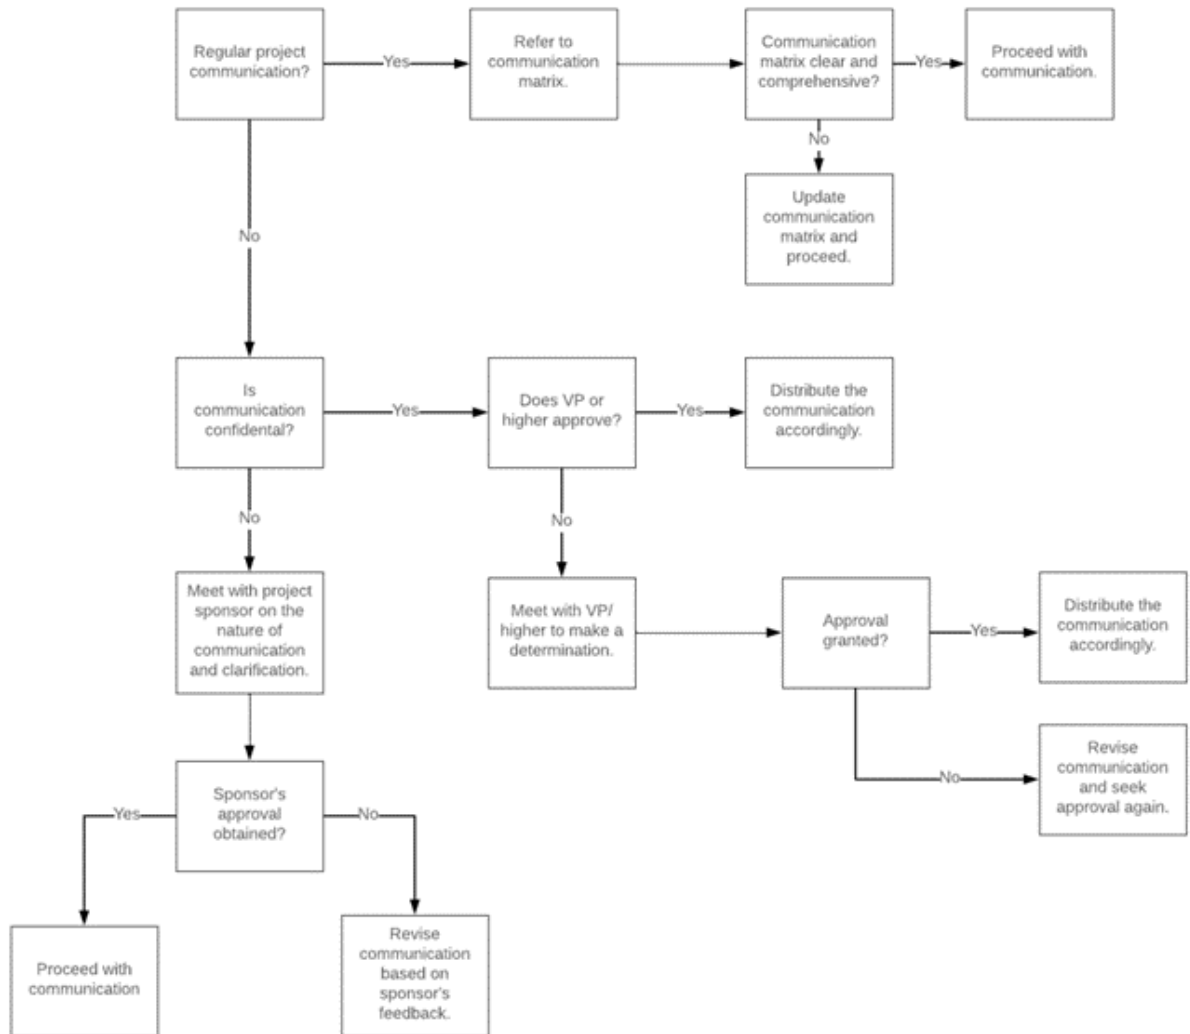 Regular project
communication?
Yes
Refer to
communication
matrix.
Communication
matrix clear and
comprehensive?
Yes
Proceed with
communication.
No
Update
communication
matrix and
proceed.
No
Is
communication
confidental?
Yes
Does VP or
higher approve?
Yes
Distribute the
communication
accordingly.
No
No
Meet with project
sponsor on the
nature of
communication
and clarification.
Meet with VP/
higher to make a
determination.
Approval
granted?
Yes
Distribute the
communication
accordingly.
No
Revise
communication
and seek
approval again.
Sponsor's
approval
obtained?
Yes
No
Proceed with
communication
Revise
communication
based on
sponsor's
feedback.